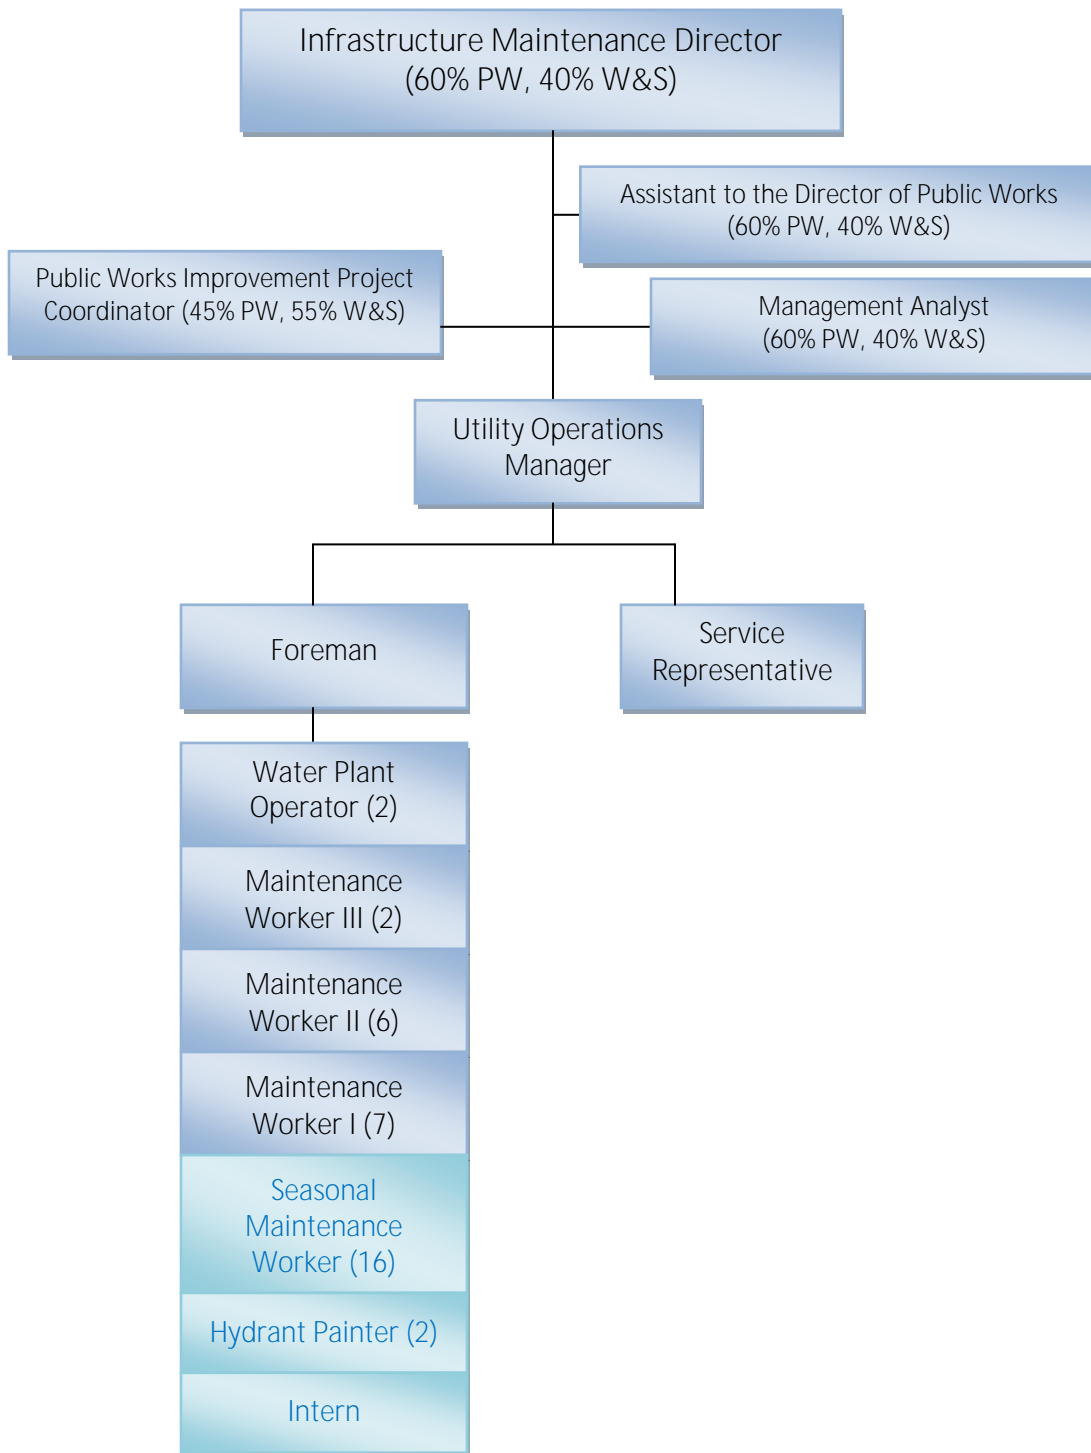 Infrastructure Maintenance Director
(60% PW, 40% W&S)
Assistant to the Director of Public Works
(60% PW, 40% W&S)
Public Works Improvement Project
Coordinator (45% PW, 55% W&S)
Management Analyst
(60% PW, 40% W&S)
Utility Operations
Manager
Foreman
Service
Representative
Water Plant
Operator (2)
Maintenance
Worker III (2)
Maintenance
Worker II (6)
Maintenance
Worker I (7)
Seasonal
Maintenance
Worker (16)
Hydrant Painter (2)
Intern